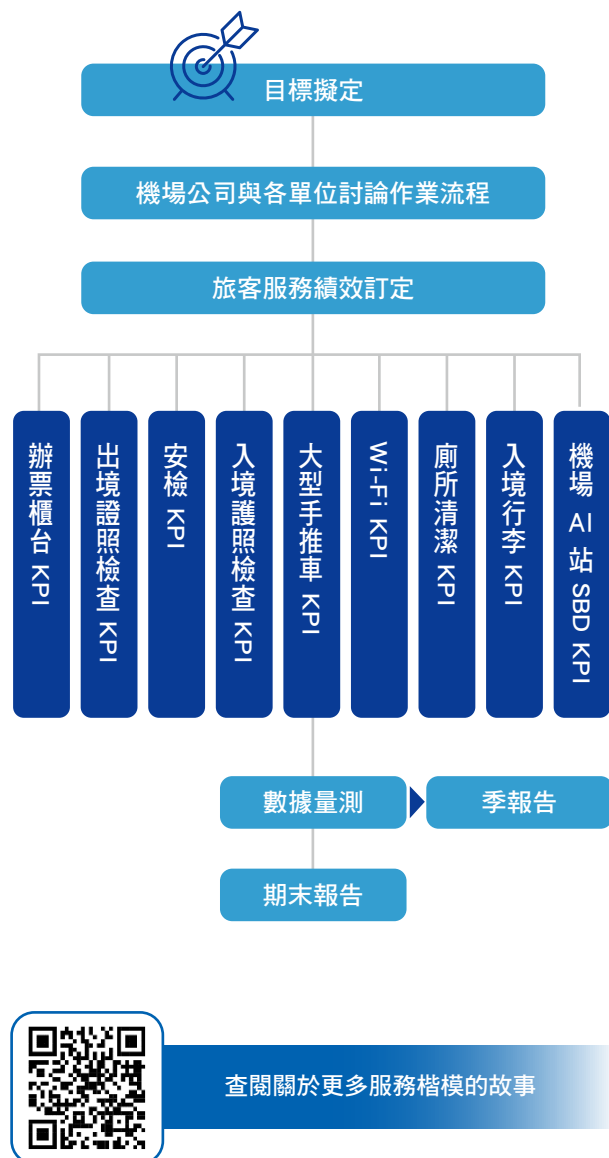 目標擬定
機場公司與各單位討論作業流程
旅客服務績效訂定
辦票櫃台 KPI
出境證照檢查 KPI
安檢 KPI
入境護照檢查 KPI
大型手推車 KPI
Wi-Fi KPI
廁所清潔 KPI
入境行李 KPI
機場 AI 站 SBD KPI
數據量測
季報告
期末報告
查閱關於更多服務楷模的故事